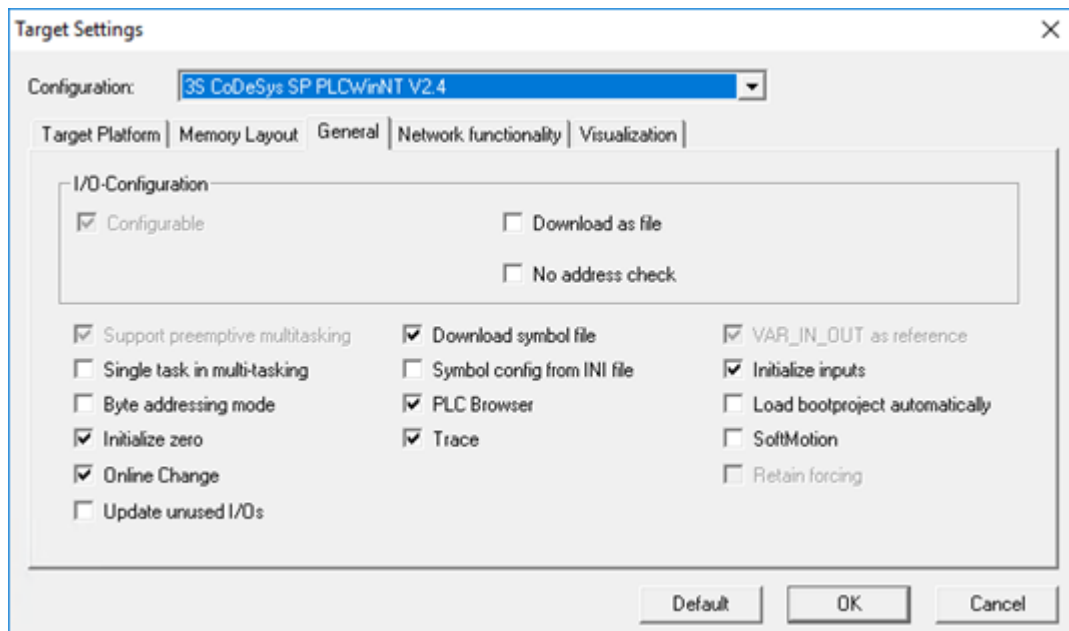 Target Settings
Configuration: 3S CoDeSys SP PLCWinNT V2.4
Target Platform Memory Layout General Network functionality Visualization
I/O-Configuration
Configurable Download as file
No address check
Support preemptive multitasking Download symbol file VAR_IN_OUT as reference
Single task in multi-tasking Symbol config from INI file Initialize inputs
Byte addressing mode PLC Browser Load bootproject automatically
Initialize zero Trace SoftMotion
Online Change Retain forcing
Update unused I/Os
Default OK Cancel